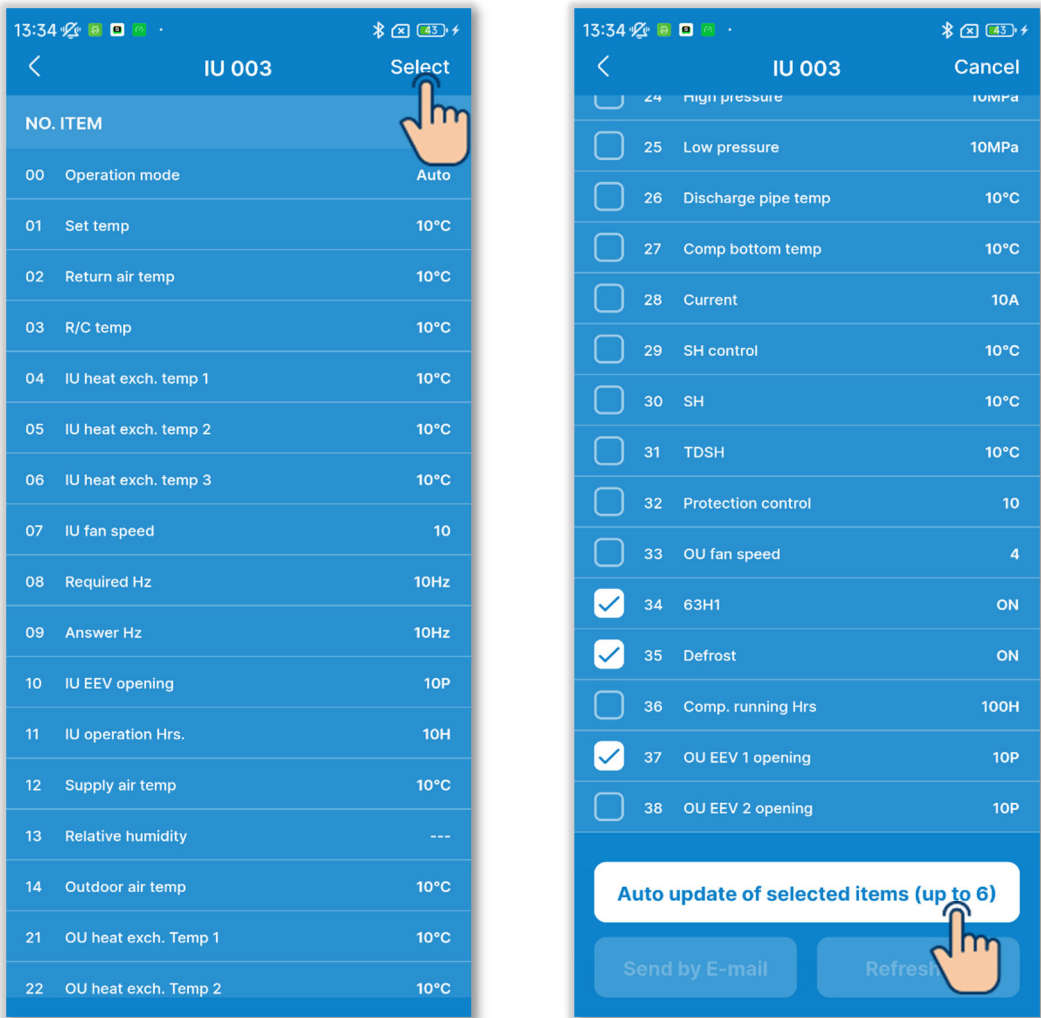 13:34
43
IU 003
Select
NO. ITEM
00 Operation mode Auto
01 Set temp 10°C
02 Return air temp 10°C
03 R/C temp 10°C
04 IU heat exch. temp 1 10°C
05 IU heat exch. temp 2 10°C
06 IU heat exch. temp 3 10°C
07 IU fan speed 10
08 Required Hz 10Hz
09 Answer Hz 10Hz
10 IU EEV opening 10P
11 IU operation Hrs. 10H
12 Supply air temp 10°C
13 Relative humidity ---
14 Outdoor air temp 10°C
21 OU heat exch. Temp 1 10°C
22 OU heat exch. Temp 2 10°C
13:34
43
IU 003
Cancel
24 High pressure 10MPa
25 Low pressure 10MPa
26 Discharge pipe temp 10°C
27 Comp bottom temp 10°C
28 Current 10A
29 SH control 10°C
30 SH 10°C
31 TDSH 10°C
32 Protection control 10
33 OU fan speed 4
34 63H1 ON
35 Defrost ON
36 Comp. running Hrs 100H
37 OU EEV 1 opening 10P
38 OU EEV 2 opening 10P
Auto update of selected items (up to 6)
Send by E-mail
Refresh